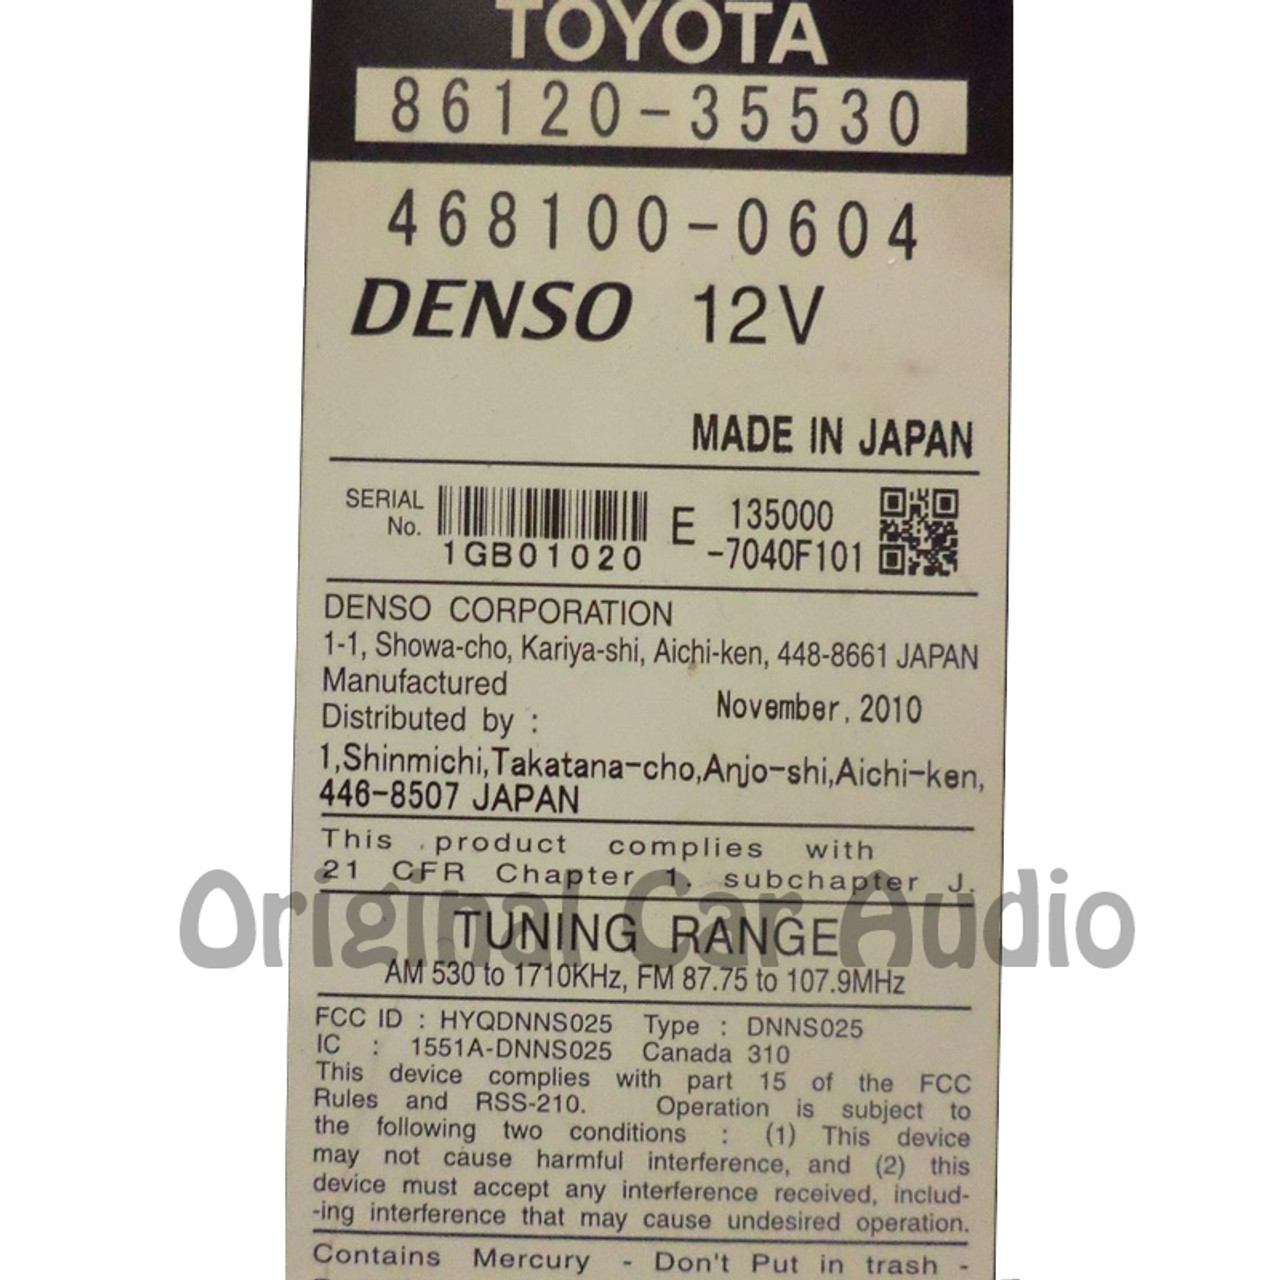 TOYOTA
86120-35530
468100-0604
DENSO 12V
MADE IN JAPAN
SERIAL No. 1GB01020 E 135000 -7040F101
DENSO CORPORATION
1-1, Showa-cho, Kariya-shi, Aichi-ken, 448-8661 JAPAN
Manufactured November, 2010
Distributed by :
1,Shinmichi,Takatana-cho,Anjo-shi,Aichi-ken,
446-8507 JAPAN
This product complies with
21 CFR Chapter 1. subchapter J.
Original Car Audio
TUNING RANGE
AM 530 to 1710KHz, FM 87.75 to 107.9MHz
FCC ID : HYQDNNS025 Type : DNNS025
IC : 1551A-DNNS025 Canada 310
This device complies with part 15 of the FCC
Rules and RSS-210. Operation is subject to
the following two conditions : (1) This device
may not cause harmful interference, and (2) this
device must accept any interference received, includ-
-ing interference that may cause undesired operation.
Contains Mercury - Don't Put in trash -